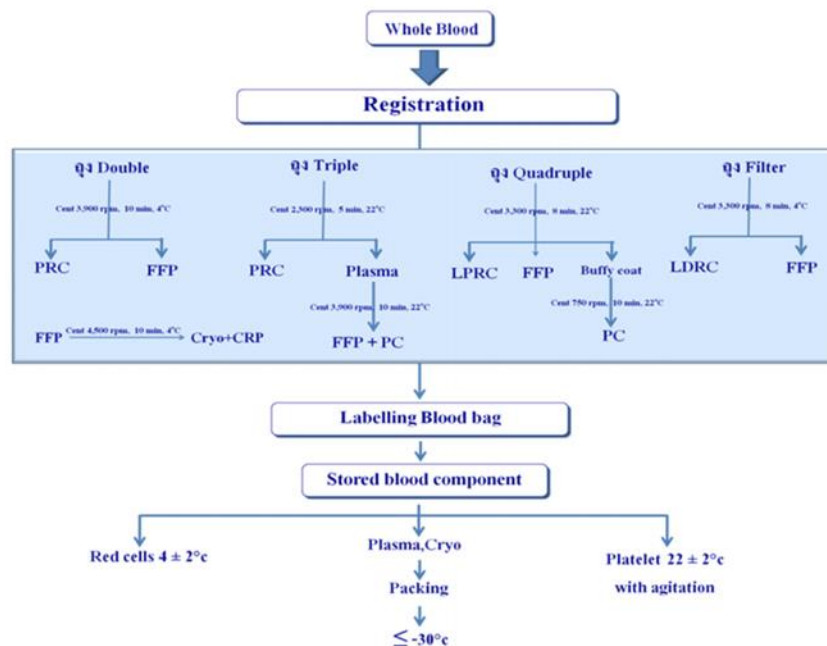 Whole Blood
Registration
ถุง Double
Cent 3,900 rpm, 10 min, 4°C
PRC
FFP
FFP
Cent 4,500 rpm, 10 min, 4°C
Cryo+CRP
ถุง Triple
Cent 2,300 rpm, 5 min, 22°C
PRC
Plasma
Cent 3,900 rpm, 10 min, 22°C
FFP + PC
ถุง Quadruple
Cent 3,300 rpm, 8 min, 22°C
LPRC
FFP
Buffy coat
Cent 750 rpm, 10 min, 22°C
PC
ถุง Filter
Cent 3,300 rpm, 8 min, 4°C
LDRC
FFP
Labelling Blood bag
Stored blood component
Red cells 4 ± 2°c
Plasma,Cryo
Packing
≦ -30°c
Platelet 22 ± 2°c
with agitation